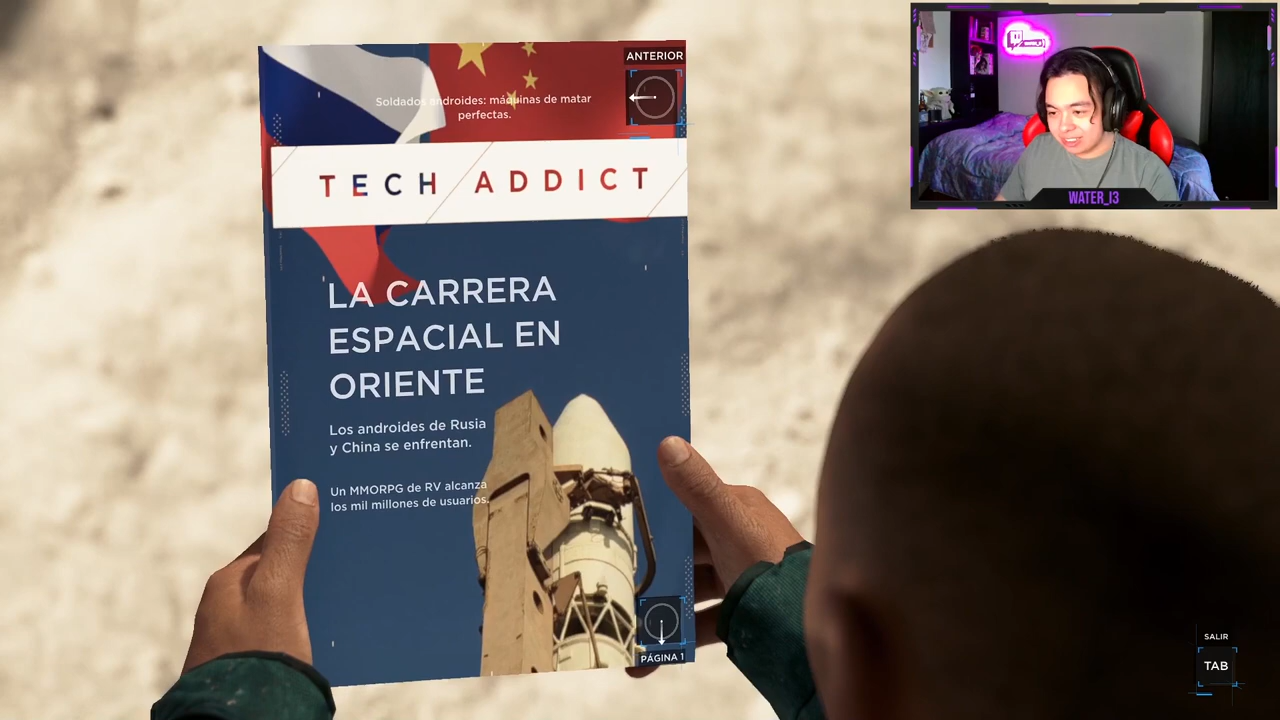 ANTERIOR
Soldados androides: máquinas de matar
perfectas.
TECH ADDICT
LA CARRERA
ESPACIAL EN
ORIENTE
Los androides de Rusia
y China se enfrentan.
Un MMORPG de RV alcanza
los mil millones de usuarios.
PÁGINA 1
WATER_I3
SALIR
TAB